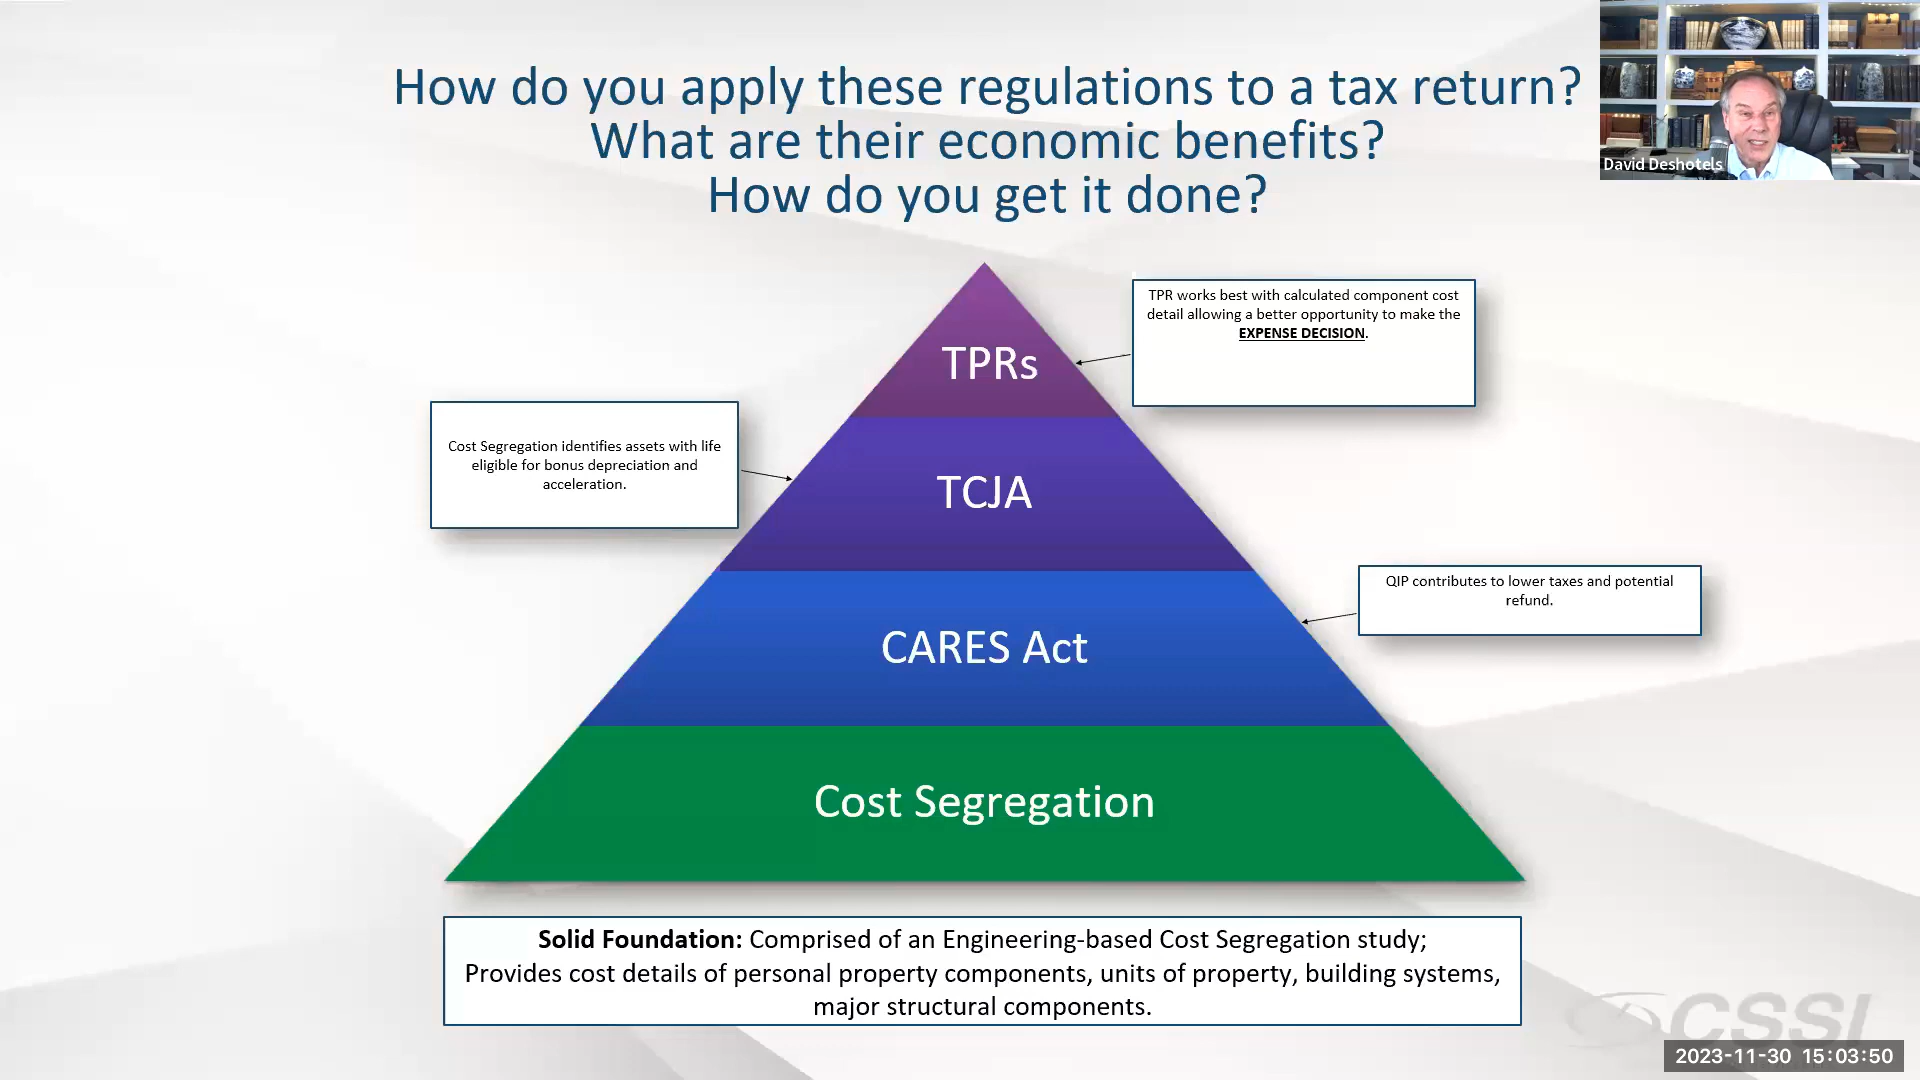 How do you apply these regulations to a tax return?
What are their economic benefits?
How do you get it done?
David Deshotels
TPR works best with calculated component cost
detail allowing a better opportunity to make the
EXPENSE DECISION.
TPRs
Cost Segregation identifies assets with life
eligible for bonus depreciation and
acceleration.
TCJA
QIP contributes to lower taxes and potential
refund.
CARES Act
Cost Segregation
Solid Foundation: Comprised of an Engineering-based Cost Segregation study;
Provides cost details of personal property components, units of property, building systems,
major structural components.
CSSI
2023-11-30 15:03:50